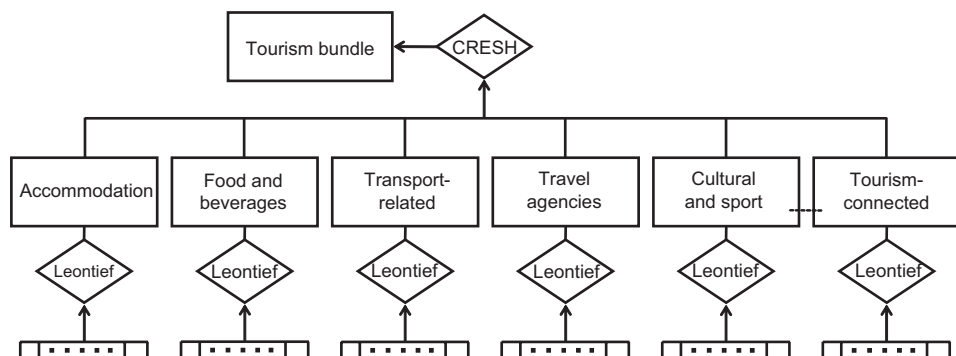 Tourism bundle
CRESH
Accommodation
Food and
beverages
Transport-
related
Travel
agencies
Cultural
and sport
Tourism-
connected
Leontief
Leontief
Leontief
Leontief
Leontief
Leontief